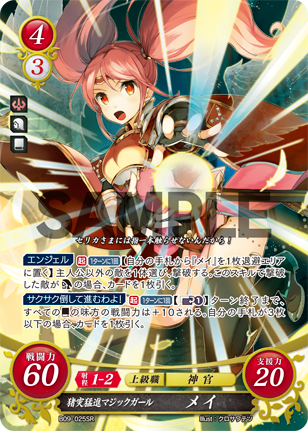 4
3
SAMPLE
セリカさまには指一本触らせないんだから!
エンジェル 起 1ターンに1回 【自分の手札から『メイ』を1枚退避エリア
に置く】主人公以外の敵を1体選び、撃破する。このスキルで撃破
した敵が の場合、カードを1枚引く。
サクサク倒して進むわよ! 起 1ターンに1回 【 】ターン終了まで、
すべての の味方の戦闘力は+10される。自分の手札が3枚
以下の場合、カードを1枚引く。
戦闘力
60
射程 1-2
上級職
神官
支援力
20
猪突猛進マジックガール
メイ
B09-025SR
Illust:クロサワテツ